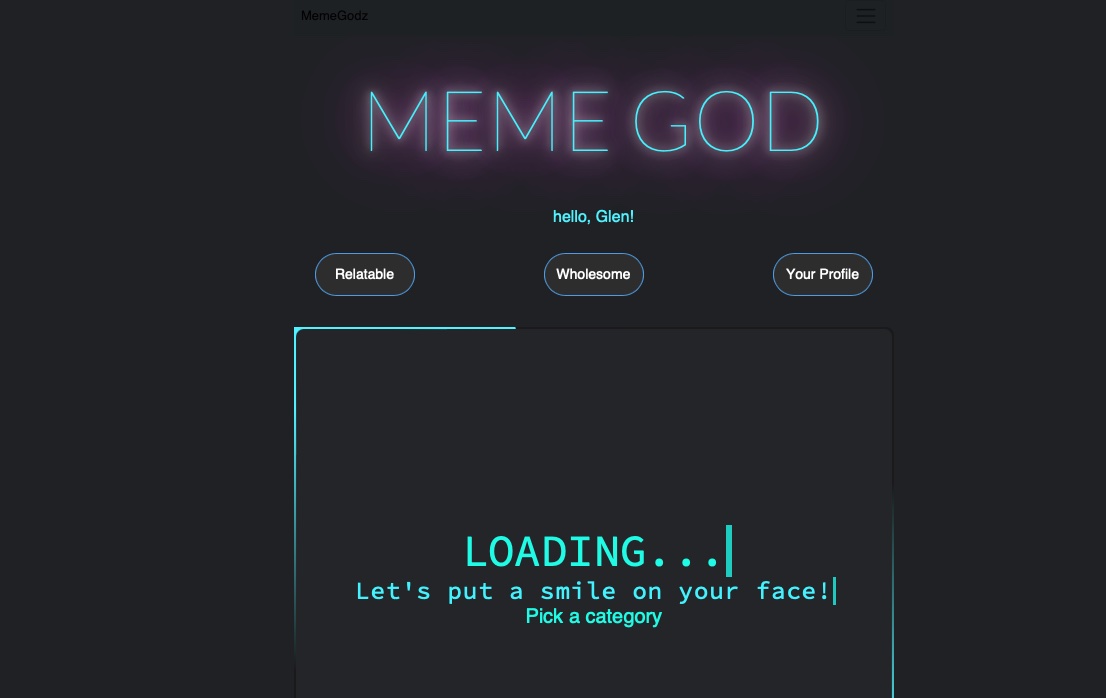 MemeGodz
MEME GOD
hello, Glen!
Relatable
Wholesome
Your Profile
LOADING...
Let's put a smile on your face!
Pick a category